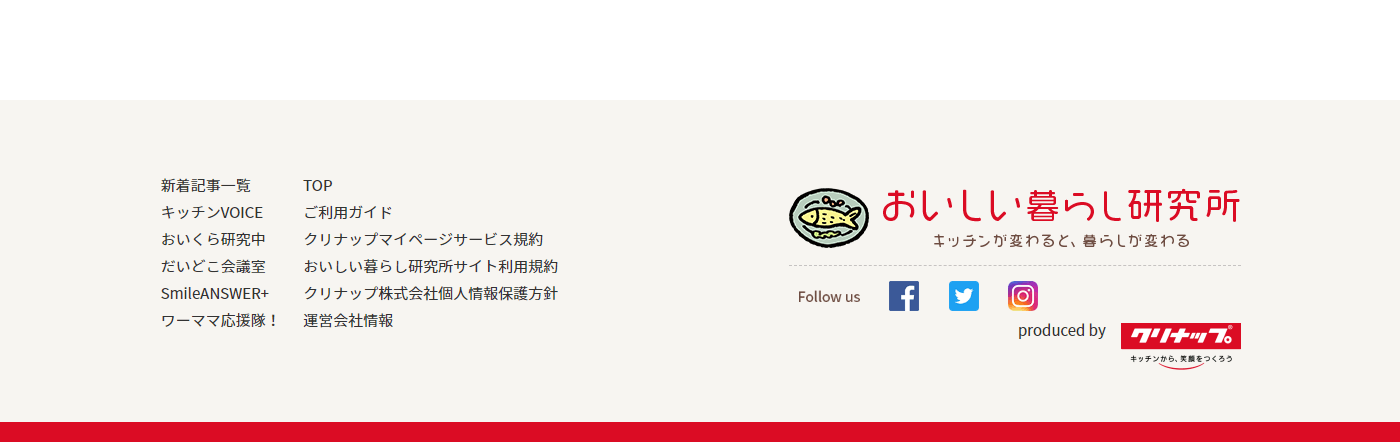 新着記事一覧
キッチンVOICE
おいくら研究中
だいどこ会議室
SmileANSWER+
ワーママ応援隊！
TOP
ご利用ガイド
クリナップマイページサービス規約
おいしい暮らし研究所サイト利用規約
クリナップ株式会社個人情報保護方針
運営会社情報
おいしい暮らし研究所
キッチンが変わると、暮らしが変わる
Follow us
produced by
クリナップ®
キッチンから、笑顔をつくろう